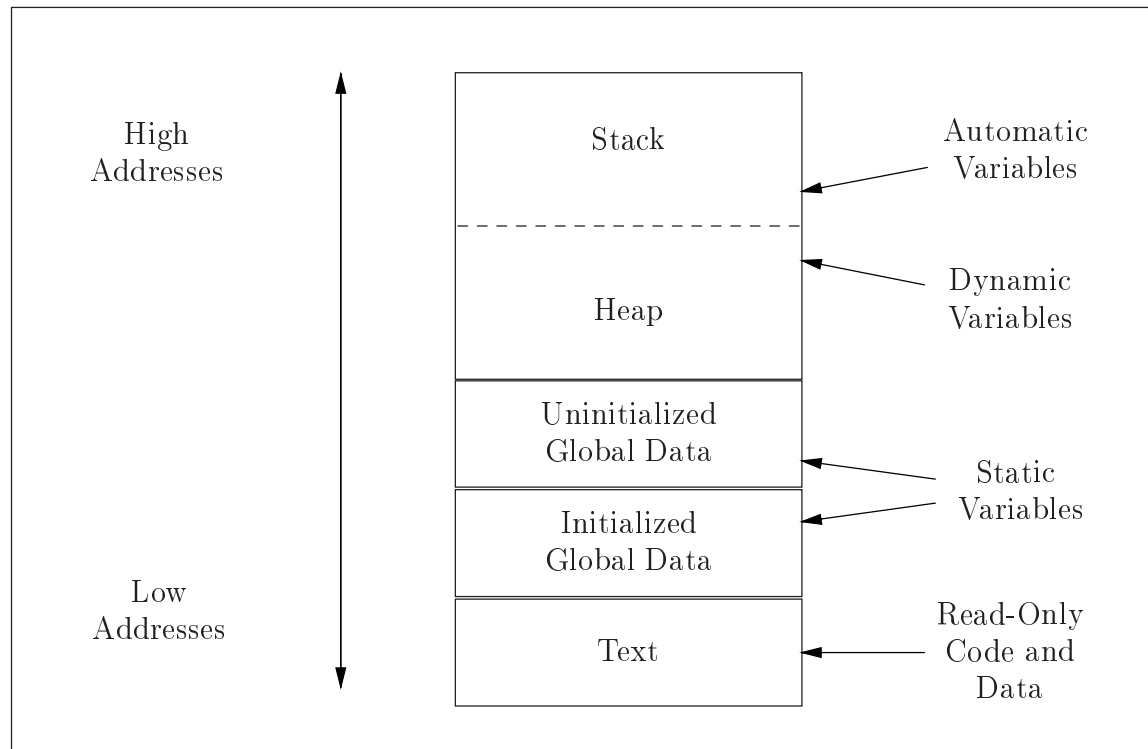 High
Addresses
Stack
Automatic
Variables
Heap
Dynamic
Variables
Uninitialized
Global Data
Static
Variables
Initialized
Global Data
Low
Addresses
Text
Read-Only
Code and
Data